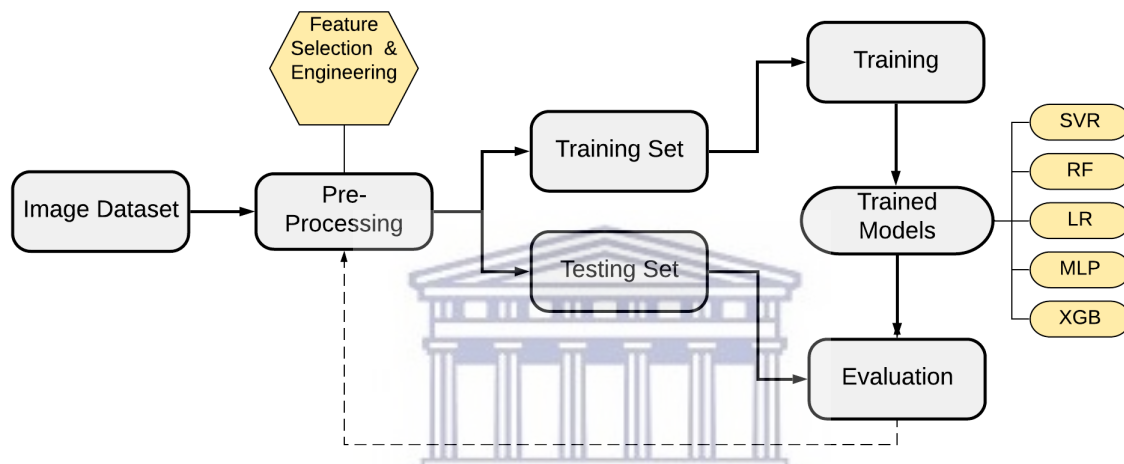 Feature
Selection &
Engineering
Image Dataset
Pre-
Processing
Training Set
Testing Set
Training
Trained
Models
Evaluation
SVR
RF
LR
MLP
XGB